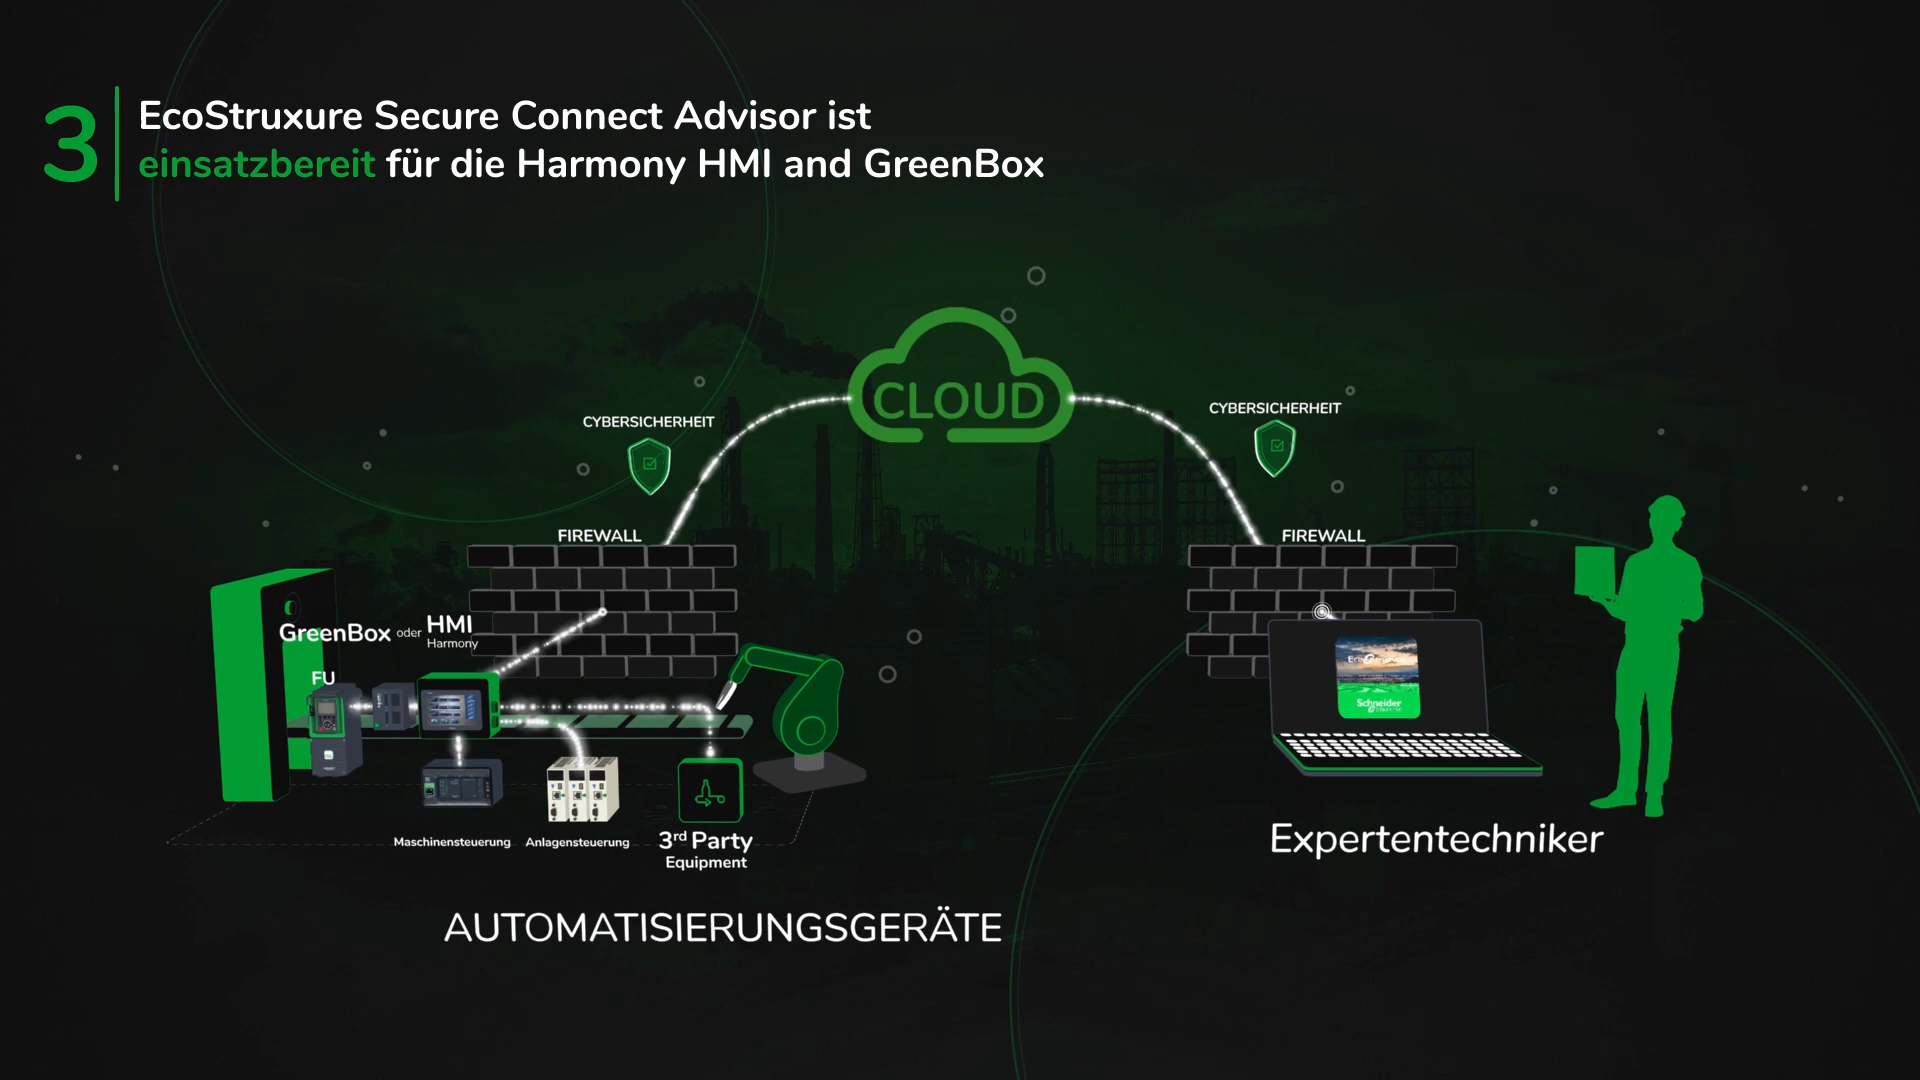 3
EcoStruxure Secure Connect Advisor ist
einsatzbereit für die Harmony HMI and GreenBox
CLOUD
CYBERSICHERHEIT
CYBERSICHERHEIT
FIREWALL
FIREWALL
GreenBox oder HMI
Harmony
FU
Schneider
Electric
Maschinensteuerung
Anlagensteuerung
3rd Party
Equipment
Expertentechniker
AUTOMATISIERUNGSGERÄTE